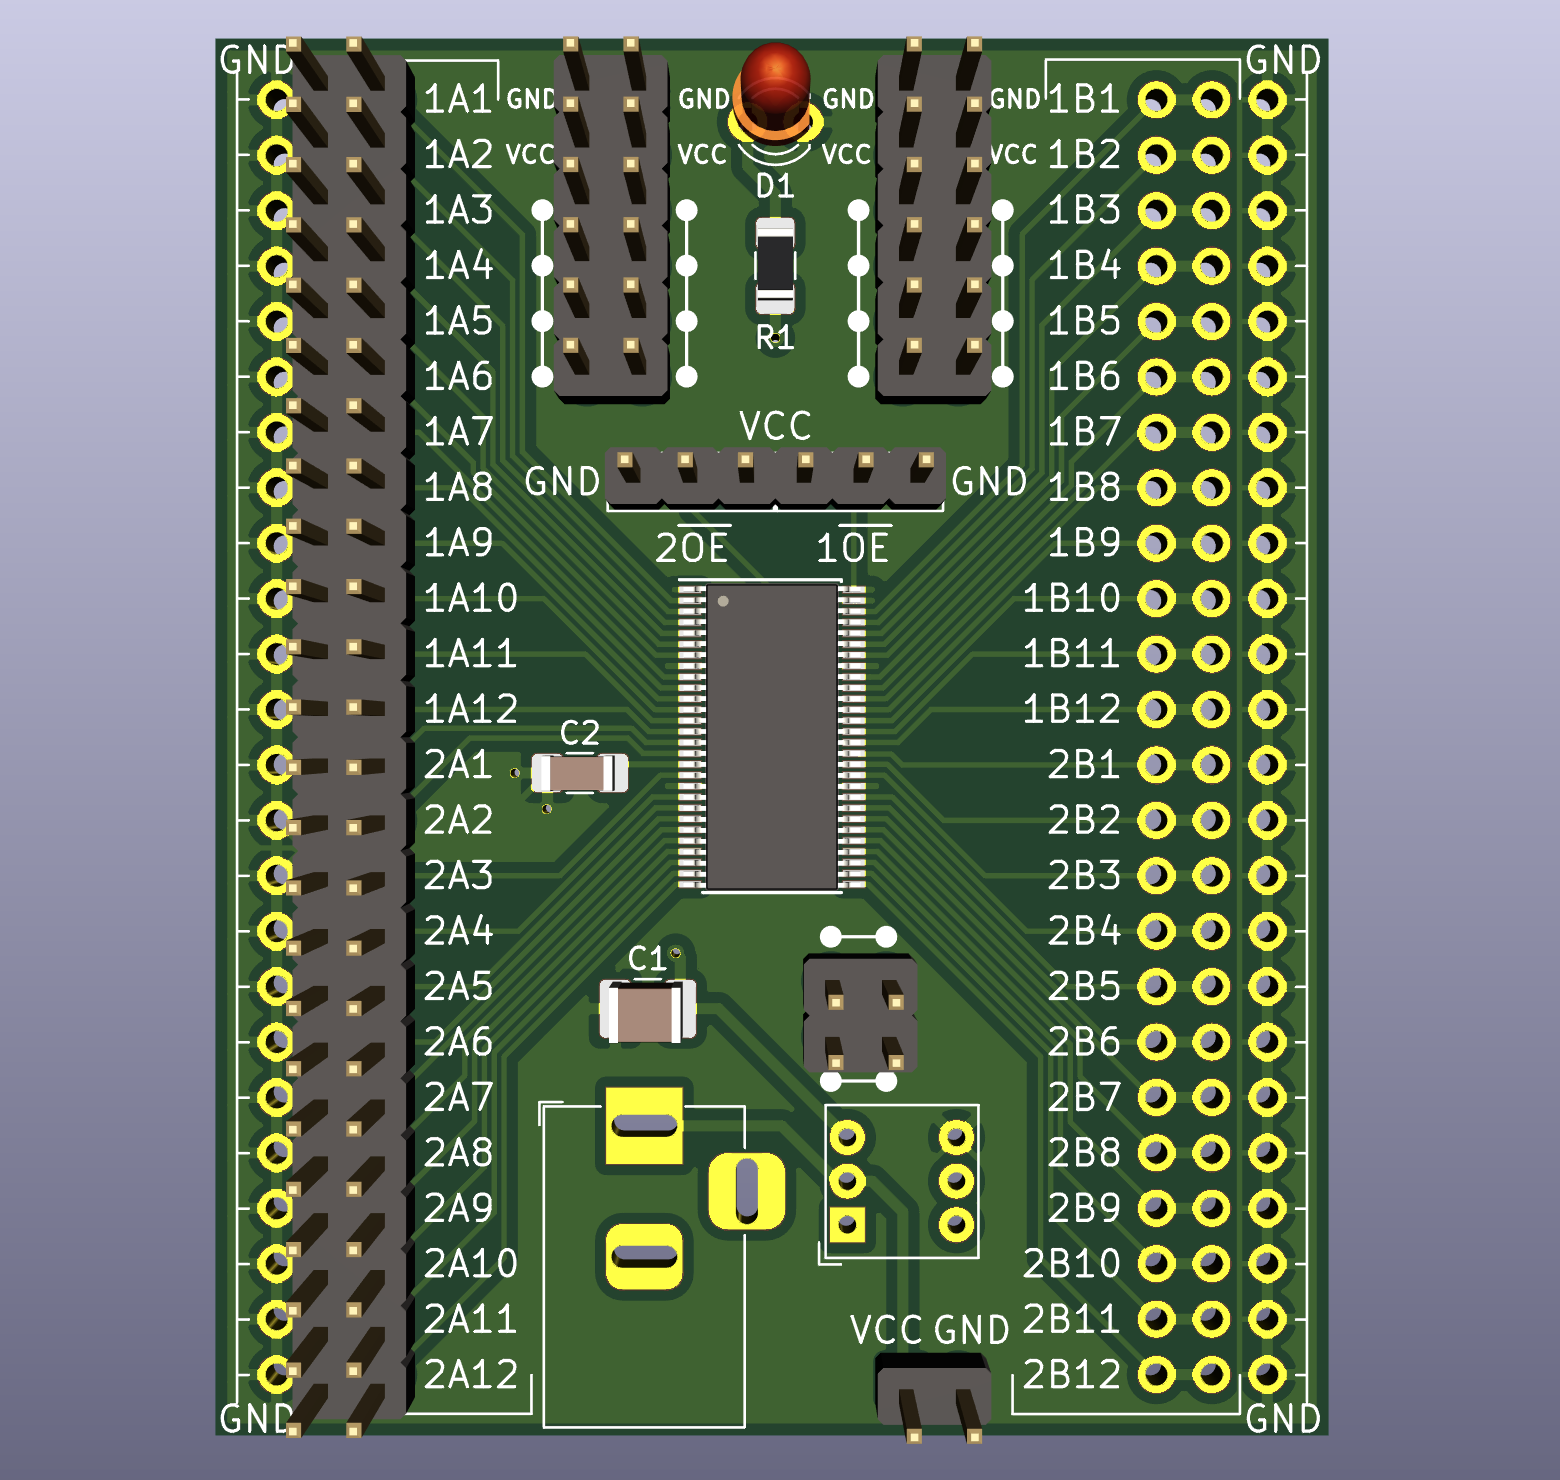 GND GND
1A1 GND GND GND GND 1B1
1A2 VCC VCC VCC VCC 1B2
D1
1A3 1B3
1A4 1B4
1A5 1B5
R1
1A6 1B6
VCC
1A7 1B7
1A8 GND GND 1B8
1A9 2OE 1OE 1B9
1A10 1B10
1A11 1B11
1A12 1B12
C2
2A1 2B1
2A2 2B2
2A3 2B3
2A4 2B4
C1
2A5 2B5
2A6 2B6
2A7 2B7
2A8 2B8
2A9 2B9
2A10 2B10
2A11 VCC GND 2B11
2A12 2B12
GND GND